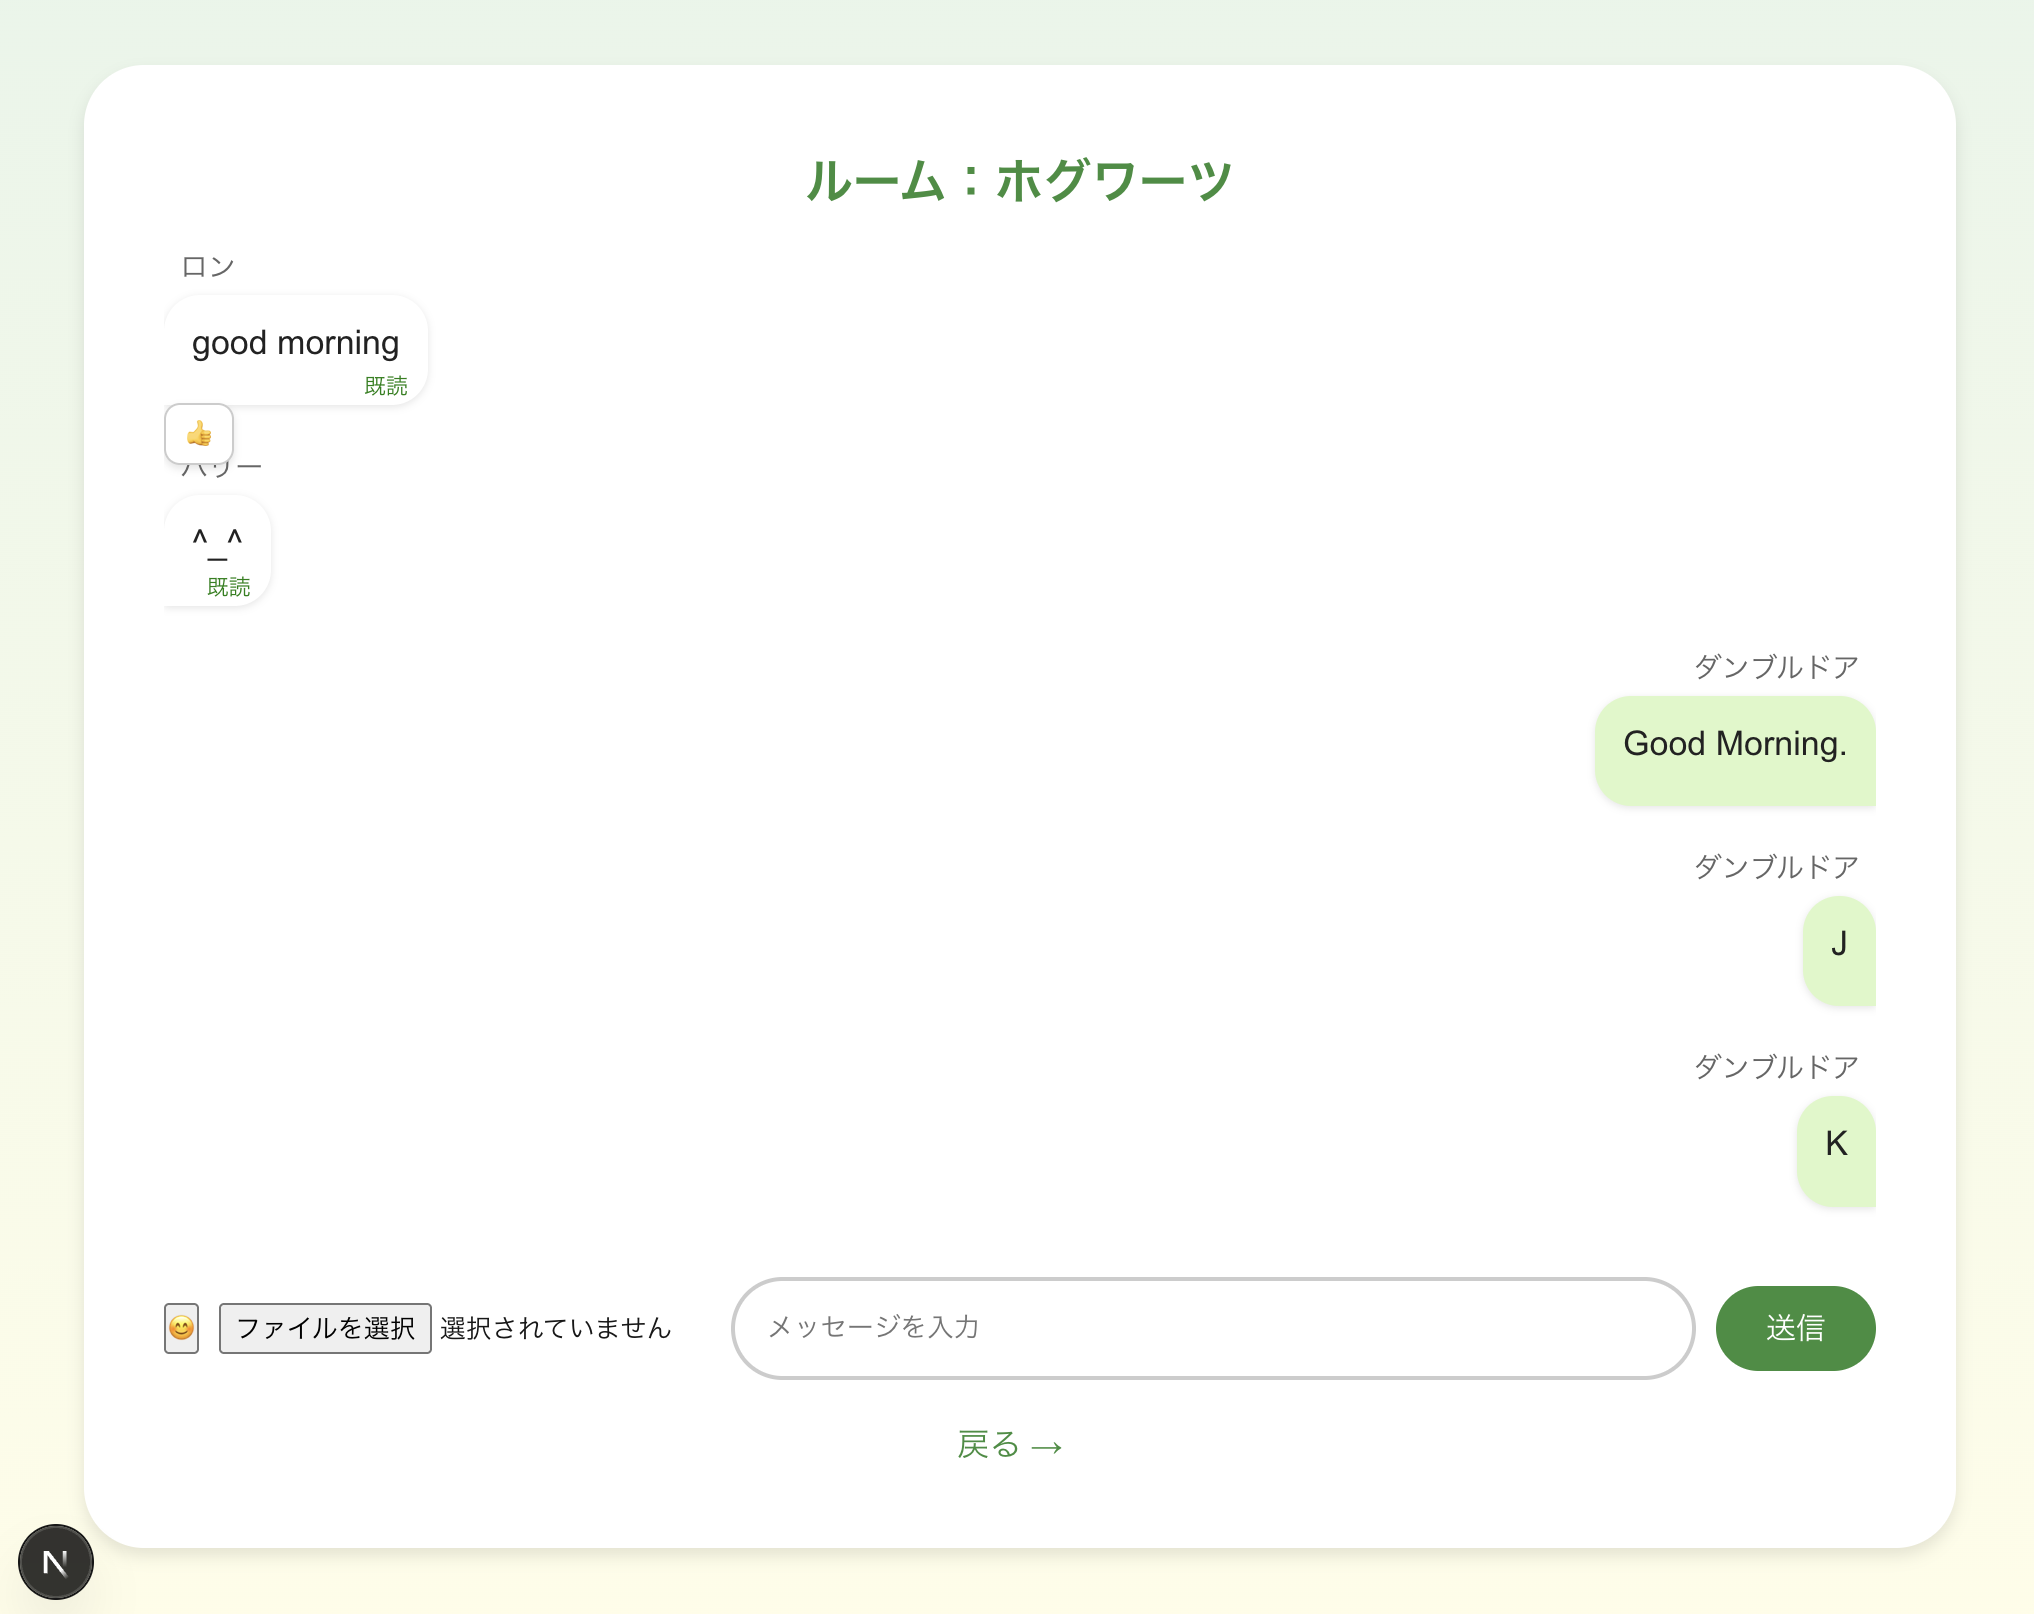 ルーム：ホグワーツ
ロン
good morning
既読
👍
ハリー
^_^
既読
ダンブルドア
Good Morning.
ダンブルドア
J
ダンブルドア
K
😊 ファイルを選択 選択されていません メッセージを入力 送信
戻る →
N